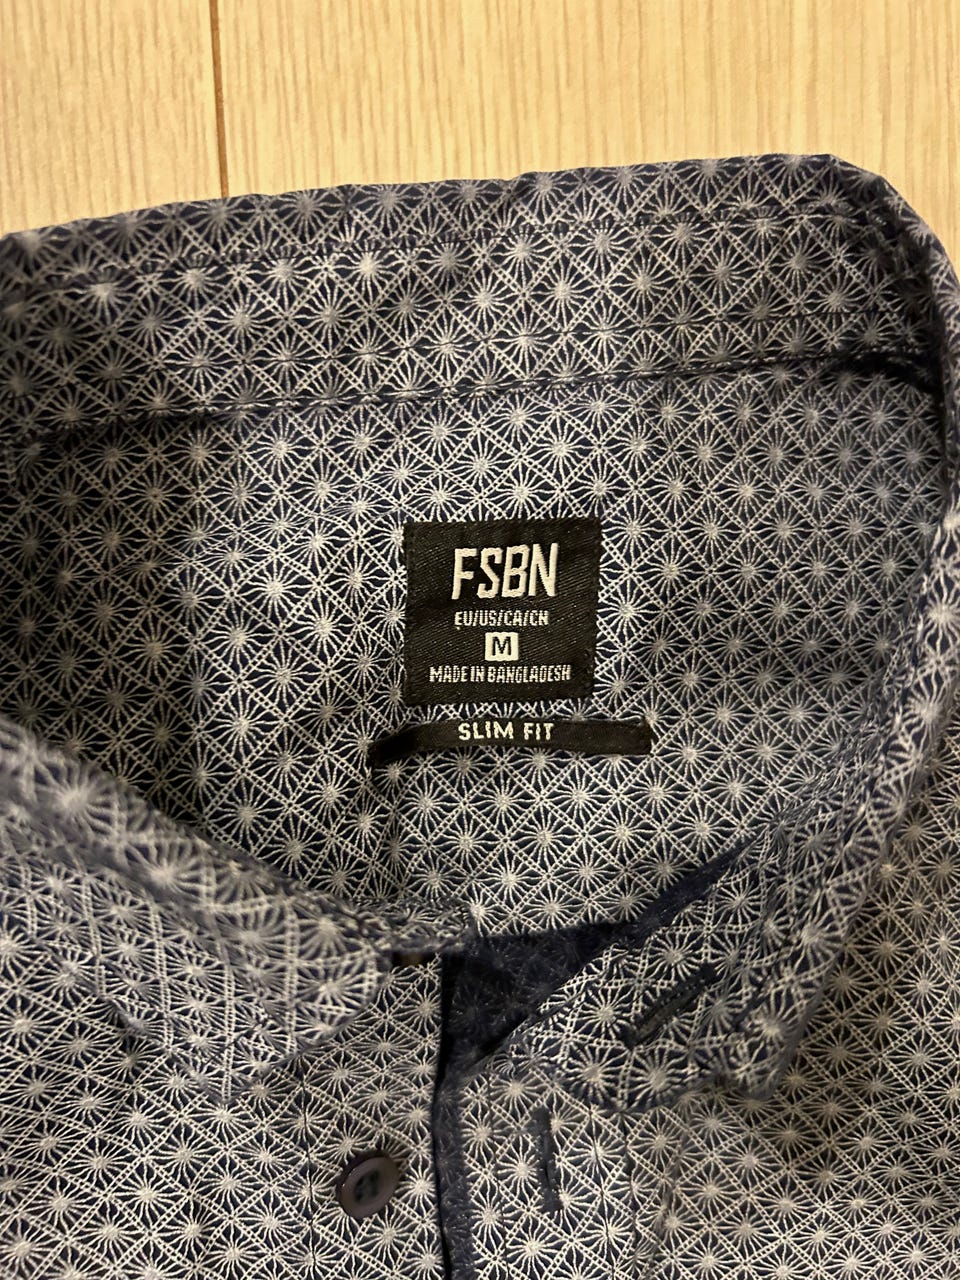 FSBN
EU/US/CA/CN
M
MADE IN BANGLADESH
SLIM FIT